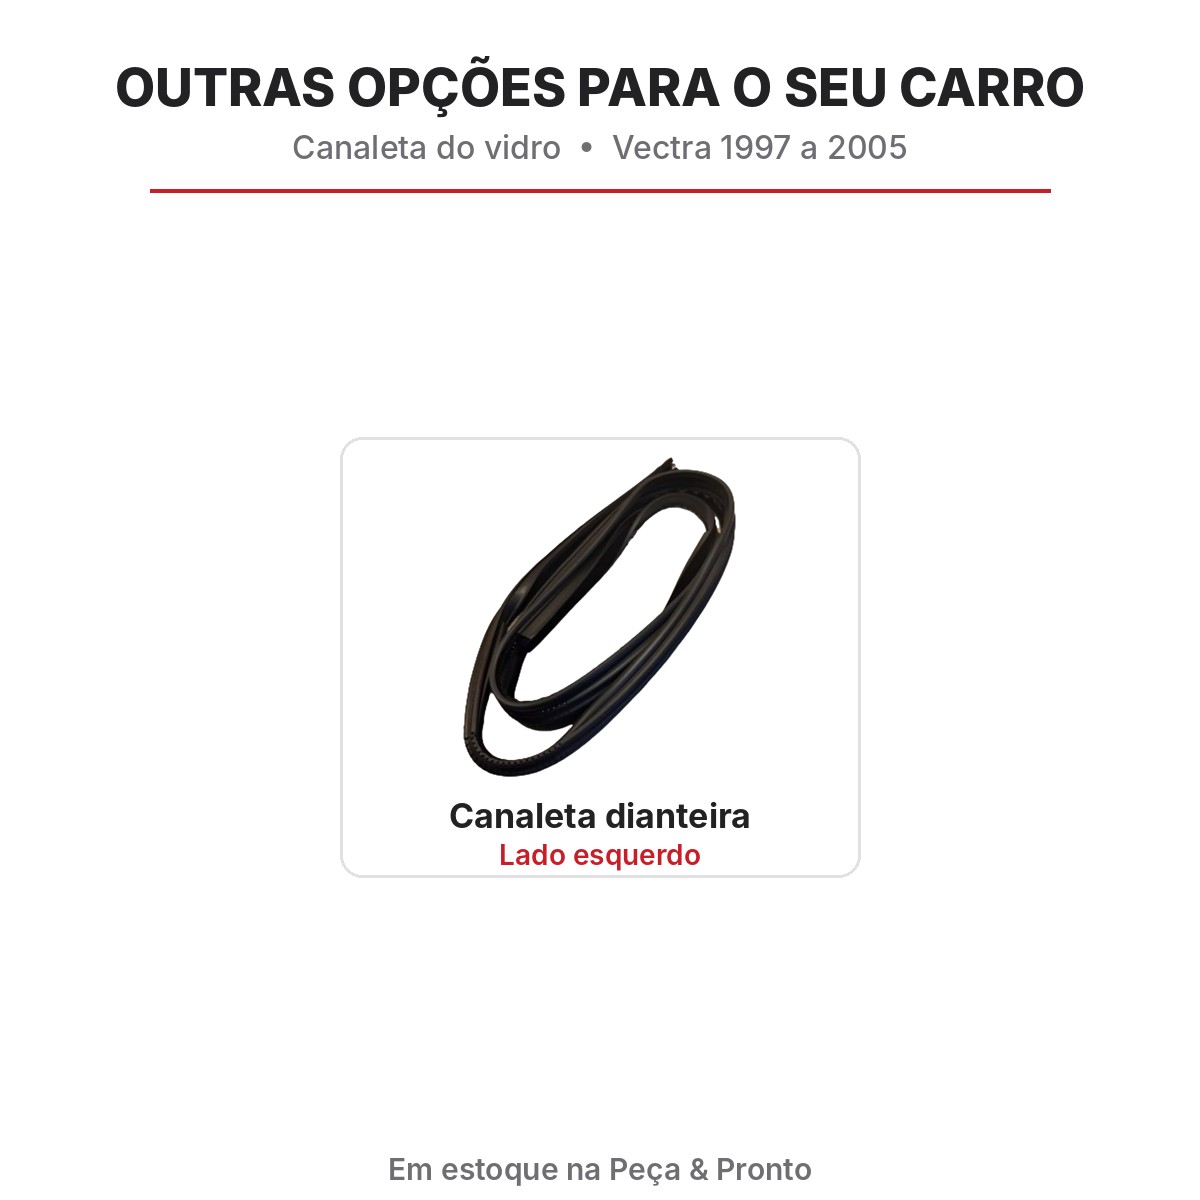 OUTRAS OPÇÕES PARA O SEU CARRO
Canaleta do vidro • Vectra 1997 a 2005
Canaleta dianteira
Lado esquerdo
Em estoque na Peça & Pronto